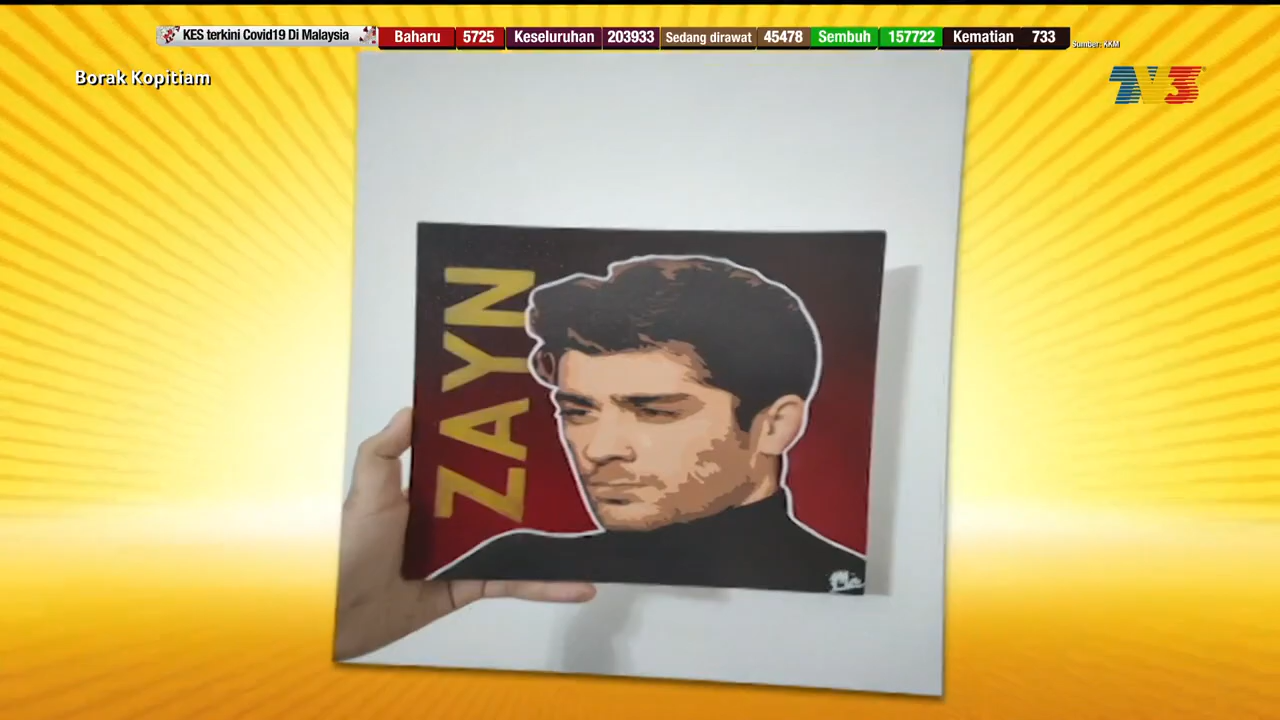 KES terkini Covid19 Di Malaysia Baharu 5725 Keseluruhan 203933 Sedang dirawat 45478 Sembuh 157722 Kematian 733
Sumber: KKM
Borak Kopitiam
TV3
ZAYN